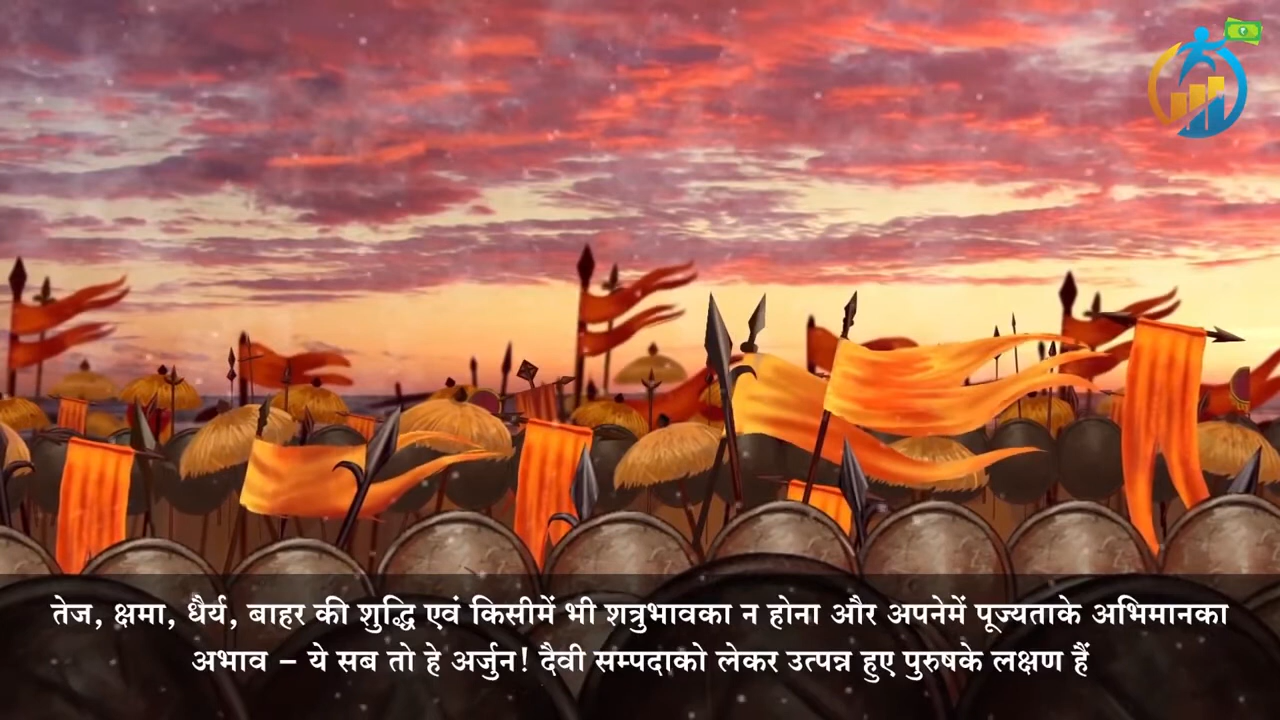 तेज, क्षमा, धैर्य, बाहर की शुद्धि एवं किसीमें भी शत्रुभावका न होना और अपनेमें पूज्यताके अभिमानका
अभाव – ये सब तो हे अर्जुन! दैवी सम्पदाको लेकर उत्पन्न हुए पुरुषके लक्षण हैं